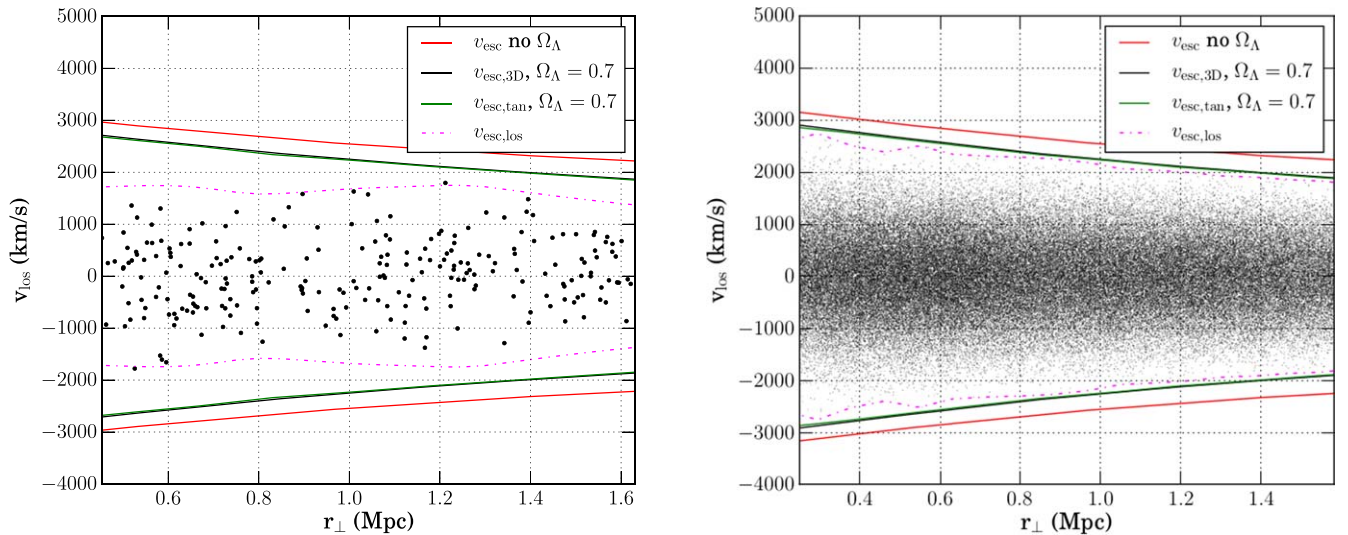 5000
4000
3000
2000
1000
0
−1000
−2000
−3000
−4000
v_los (km/s)
0.6 0.8 1.0 1.2 1.4 1.6
r_⊥ (Mpc)
v_esc no Ω_Λ
v_esc,3D, Ω_Λ = 0.7
v_esc,tan, Ω_Λ = 0.7
v_esc,los
5000
4000
3000
2000
1000
0
−1000
−2000
−3000
−4000
v_los (km/s)
0.4 0.6 0.8 1.0 1.2 1.4
r_⊥ (Mpc)
v_esc no Ω_Λ
v_esc,3D, Ω_Λ = 0.7
v_esc,tan, Ω_Λ = 0.7
v_esc,los